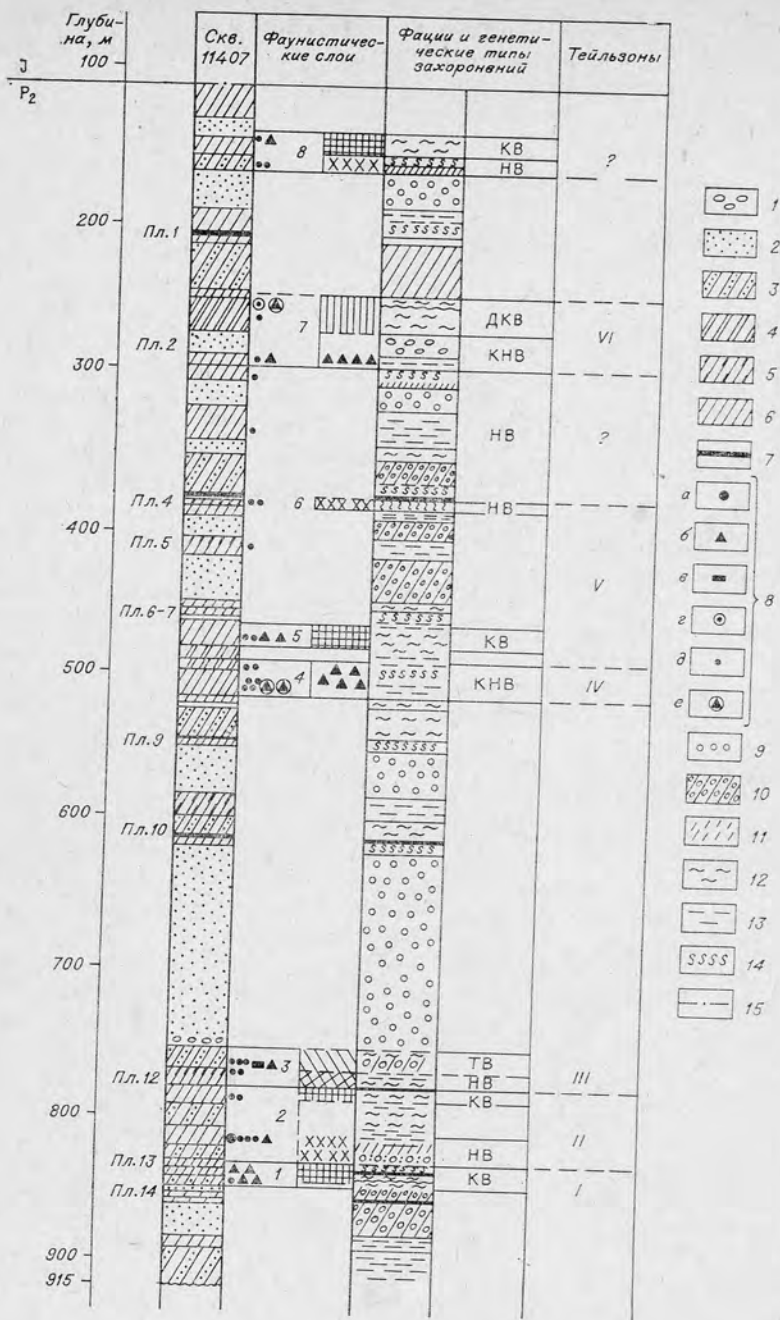 Глуби-
на, м
Скв.
11407
Фаунистичес-
кие слои
Фации и генети-
ческие типы
захоронений
Тейльзоны
J
100
P₂
8
КВ
НВ
?
1
200
Пл.1
2
3
7
ДКВ
VI
4
Пл.2
КНВ
5
300
6
НВ
?
7
Пл.4
6
НВ
а
400
б
8
Пл.5
V
в
Пл.6-7
г
5
КВ
д
500
4
КНВ
IV
е
Пл.9
9
10
600
Пл.10
11
12
13
700
14
15
3
ТВ
Пл.12
НВ
III
800
КВ
2
II
НВ
Пл.13
1
КВ
Пл.14
I
900
915